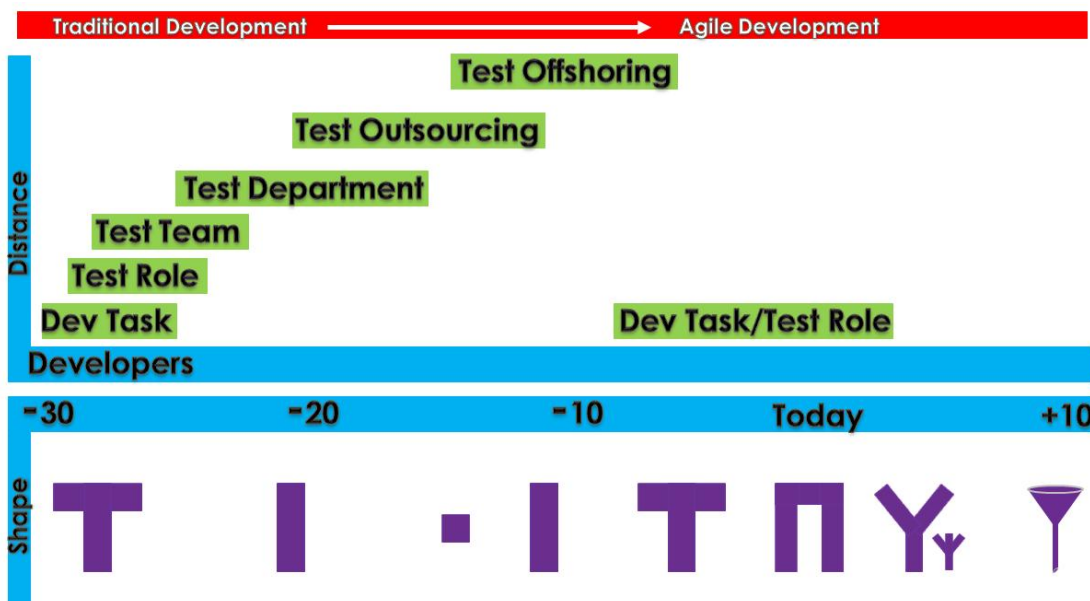 Traditional Development
Agile Development
Test Offshoring
Test Outsourcing
Test Department
Test Team
Test Role
Dev Task
Dev Task/Test Role
Distance
Developers
-30
-20
-10
Today
+10
Shape